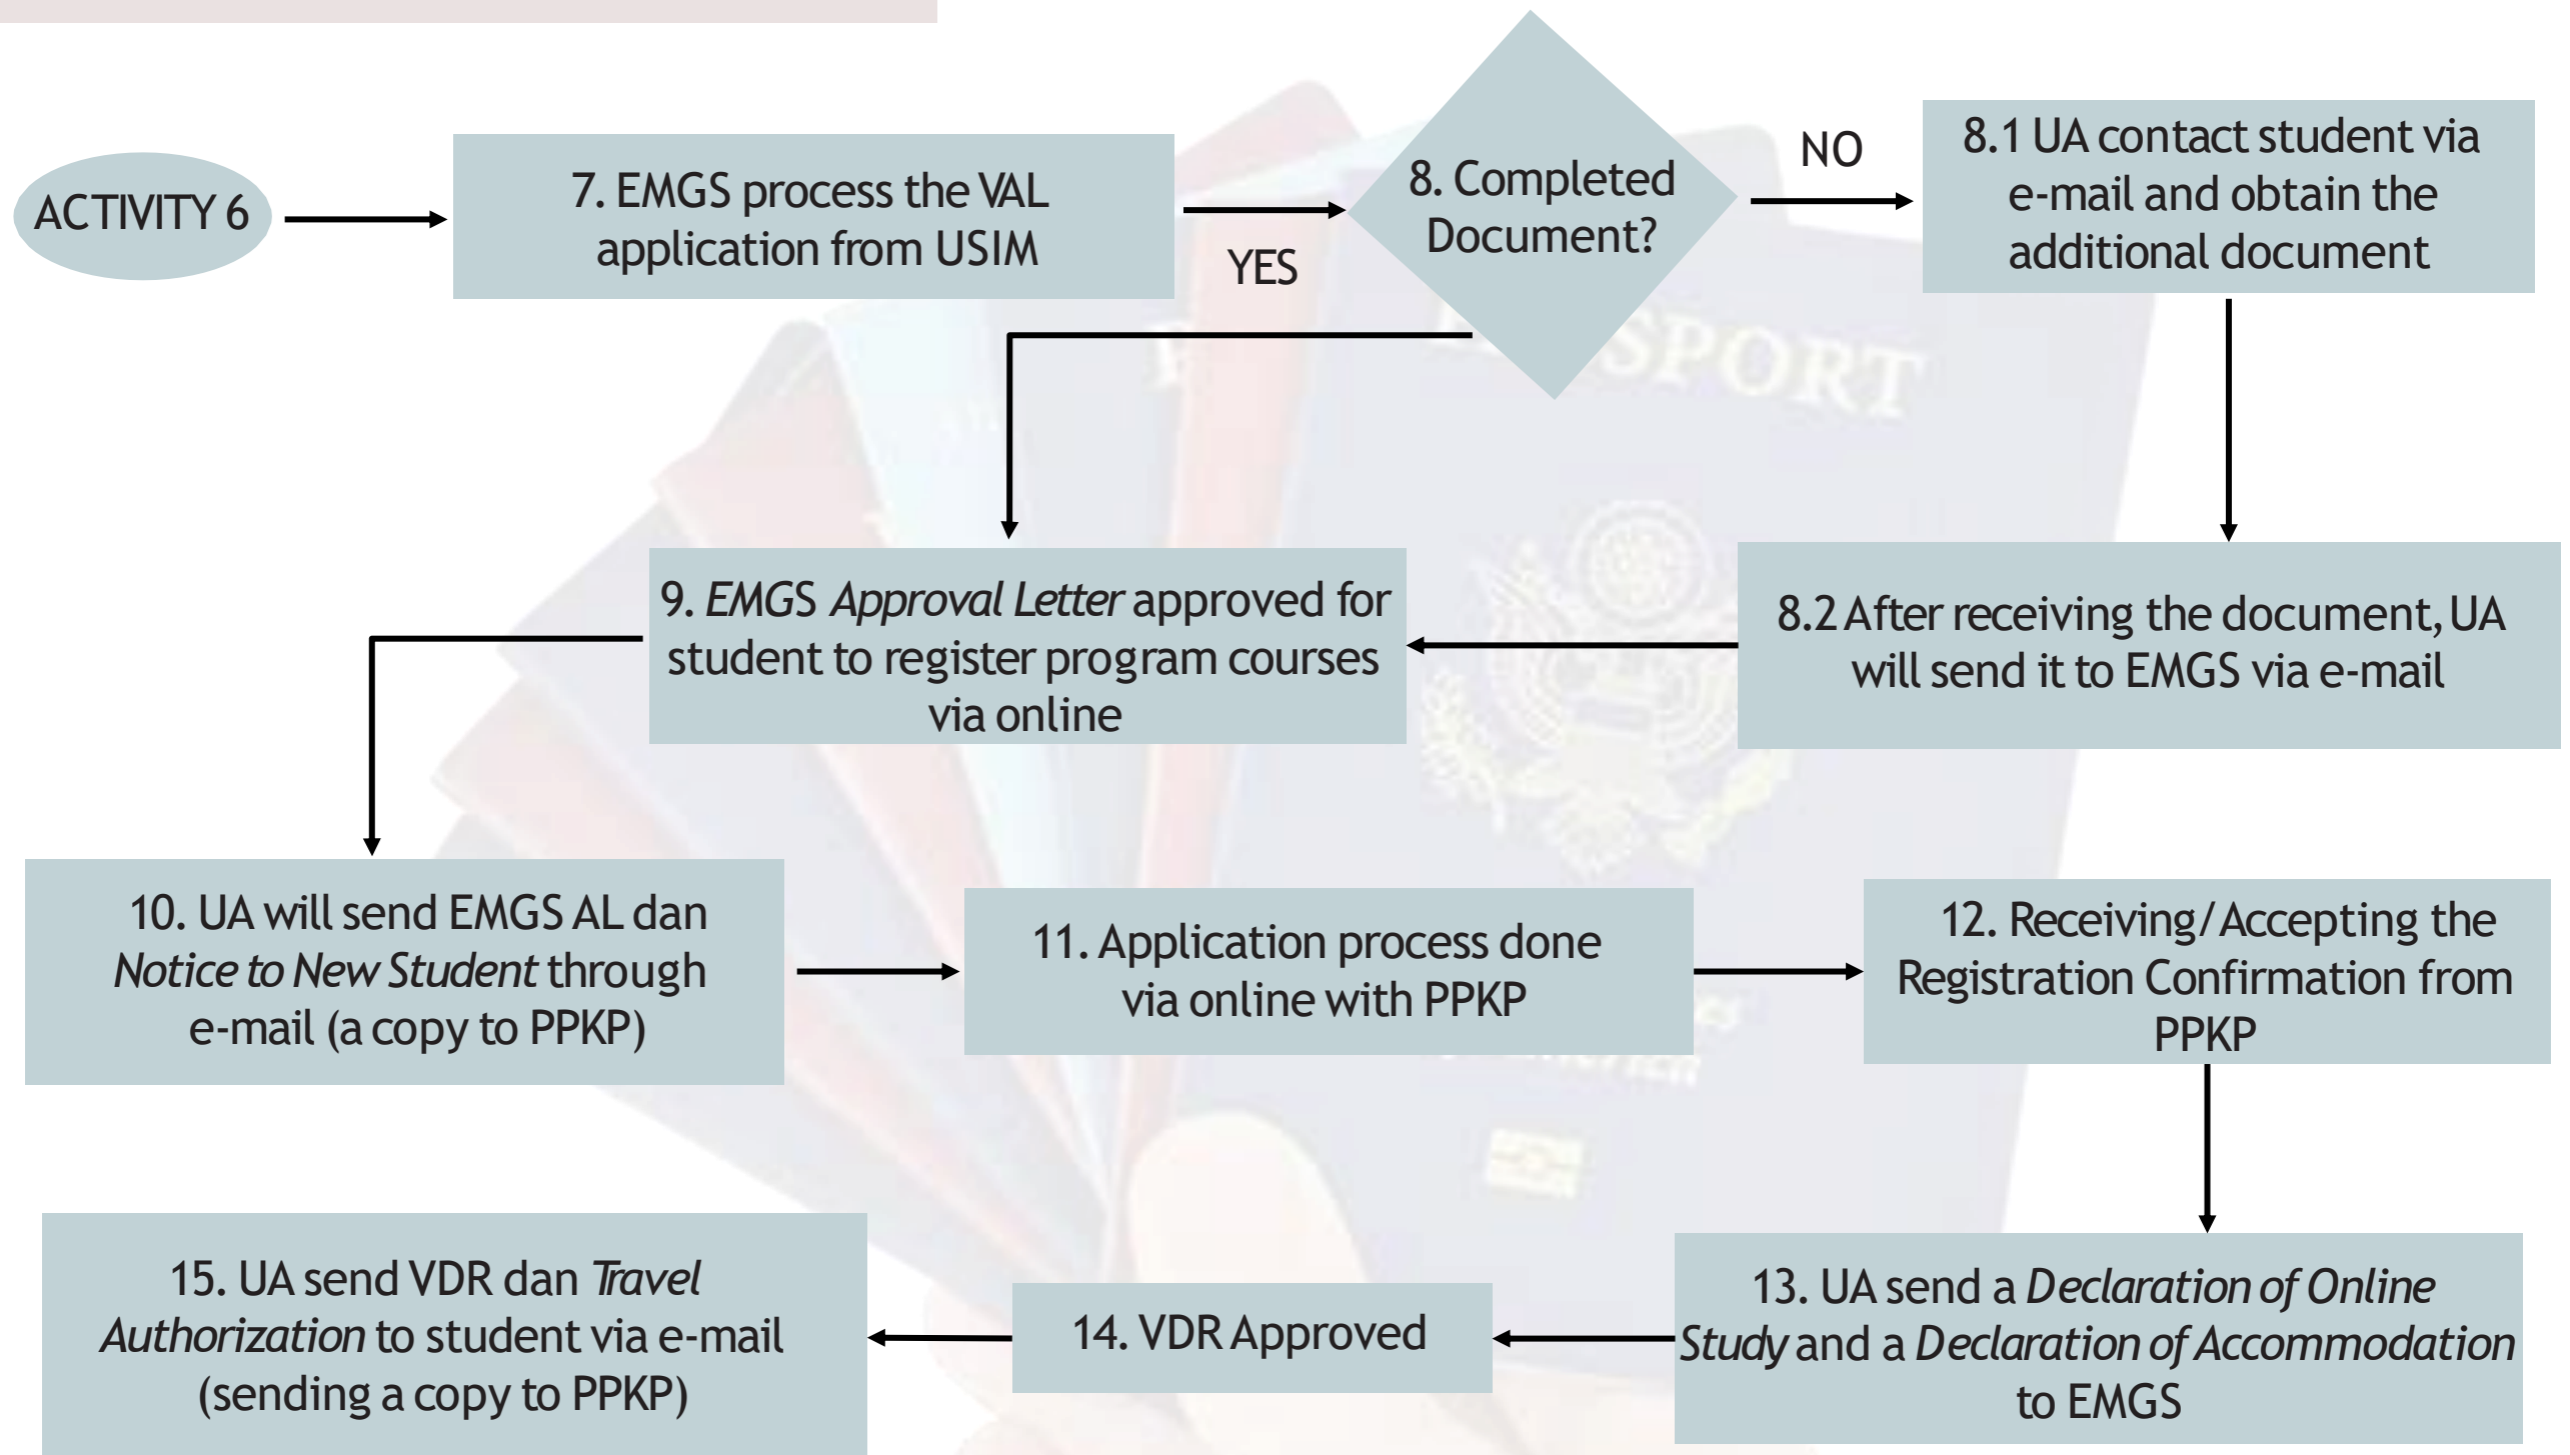 ACTIVITY 6
7. EMGS process the VAL
application from USIM
YES
8. Completed
Document?
NO
8.1 UA contact student via
e-mail and obtain the
additional document
8.2 After receiving the document, UA
will send it to EMGS via e-mail
9. EMGS Approval Letter approved for
student to register program courses
via online
10. UA will send EMGS AL dan
Notice to New Student through
e-mail (a copy to PPKP)
11. Application process done
via online with PPKP
12. Receiving/Accepting the
Registration Confirmation from
PPKP
13. UA send a Declaration of Online
Study and a Declaration of Accommodation
to EMGS
14. VDR Approved
15. UA send VDR dan Travel
Authorization to student via e-mail
(sending a copy to PPKP)